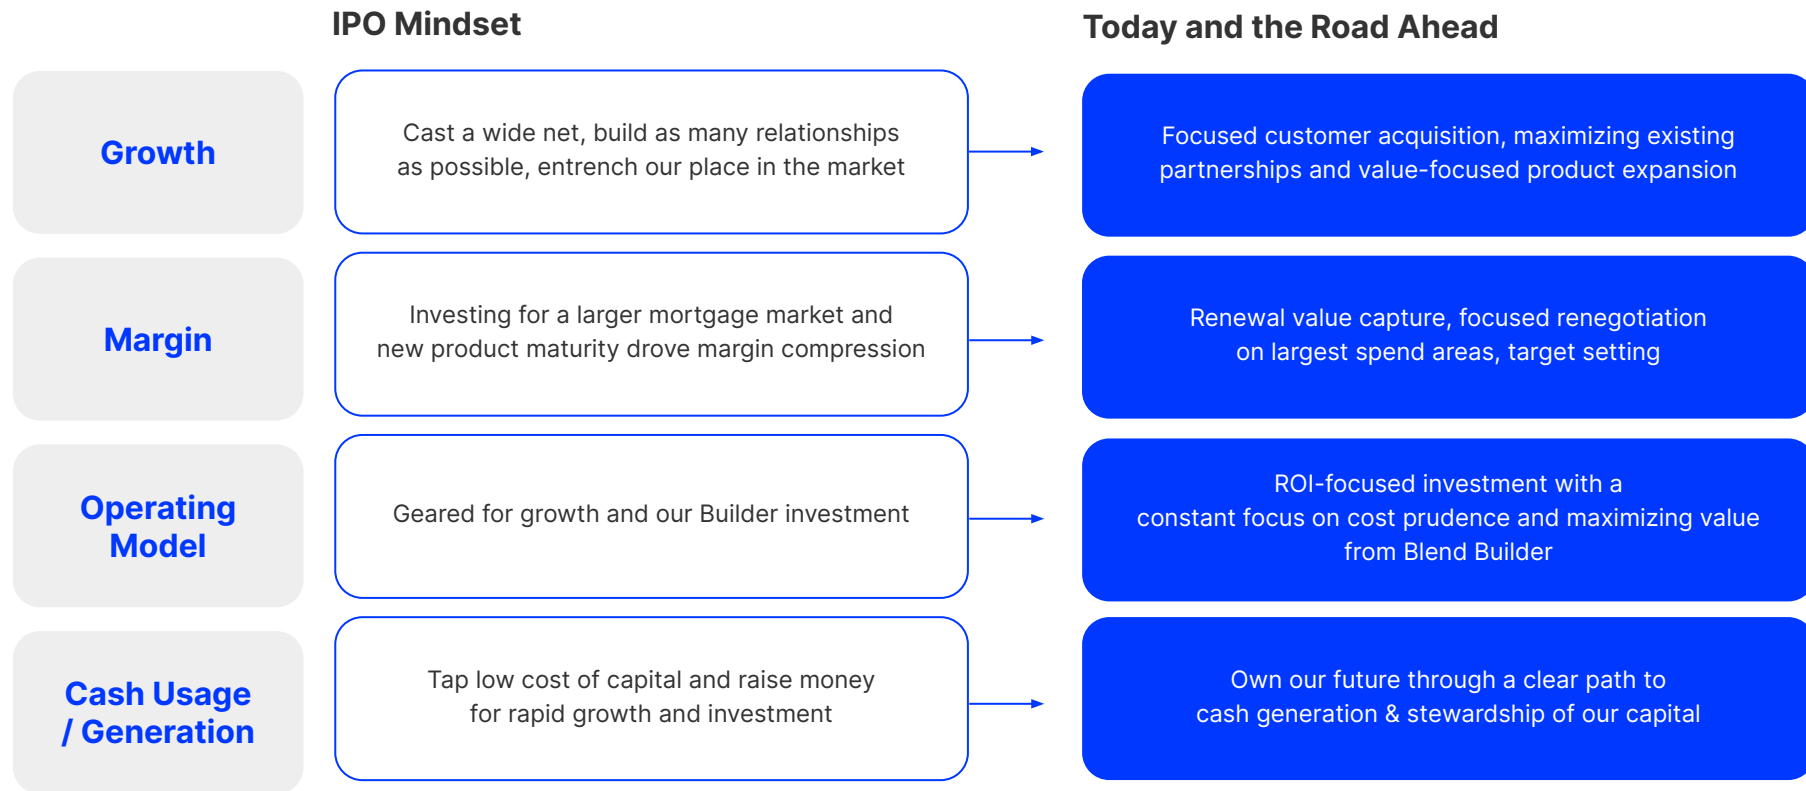 IPO Mindset
Today and the Road Ahead
Growth
Cast a wide net, build as many relationships
as possible, entrench our place in the market
Focused customer acquisition, maximizing existing
partnerships and value-focused product expansion
Margin
Investing for a larger mortgage market and
new product maturity drove margin compression
Renewal value capture, focused renegotiation
on largest spend areas, target setting
Operating
Model
Geared for growth and our Builder investment
ROI-focused investment with a
constant focus on cost prudence and maximizing value
from Blend Builder
Cash Usage
/ Generation
Tap low cost of capital and raise money
for rapid growth and investment
Own our future through a clear path to
cash generation & stewardship of our capital